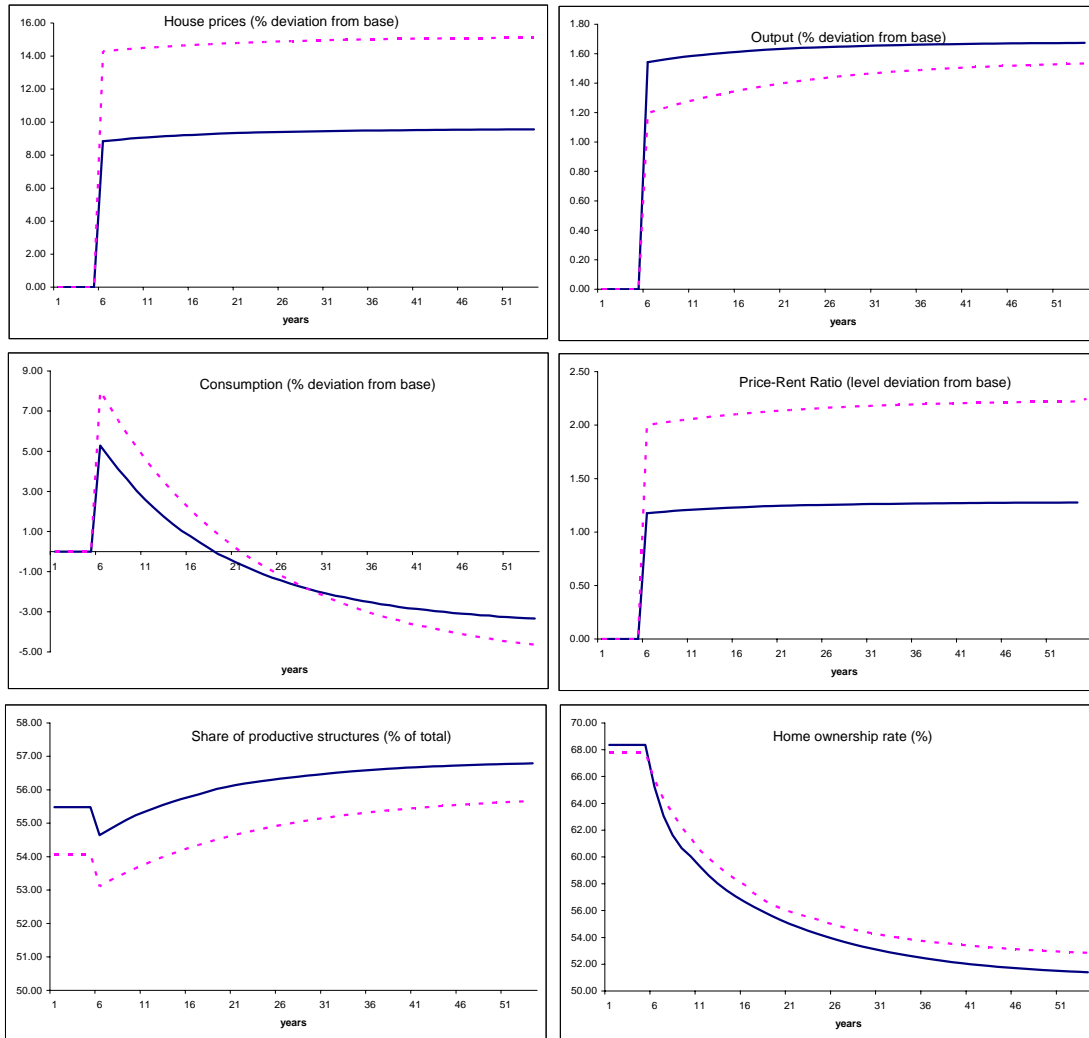 House prices (% deviation from base)
16.00
14.00
12.00
10.00
8.00
6.00
4.00
2.00
0.00
1 6 11 16 21 26 31 36 41 46 51
years
Output (% deviation from base)
1.80
1.60
1.40
1.20
1.00
0.80
0.60
0.40
0.20
0.00
1 6 11 16 21 26 31 36 41 46 51
years
Consumption (% deviation from base)
9.00
7.00
5.00
3.00
1.00
-1.00
-3.00
-5.00
1 6 11 16 21 26 31 36 41 46 51
years
Price-Rent Ratio (level deviation from base)
2.50
2.00
1.50
1.00
0.50
0.00
1 6 11 16 21 26 31 36 41 46 51
years
Share of productive structures (% of total)
58.00
57.00
56.00
55.00
54.00
53.00
52.00
51.00
50.00
1 6 11 16 21 26 31 36 41 46 51
years
Home ownership rate (%)
70.00
68.00
66.00
64.00
62.00
60.00
58.00
56.00
54.00
52.00
50.00
1 6 11 16 21 26 31 36 41 46 51
years